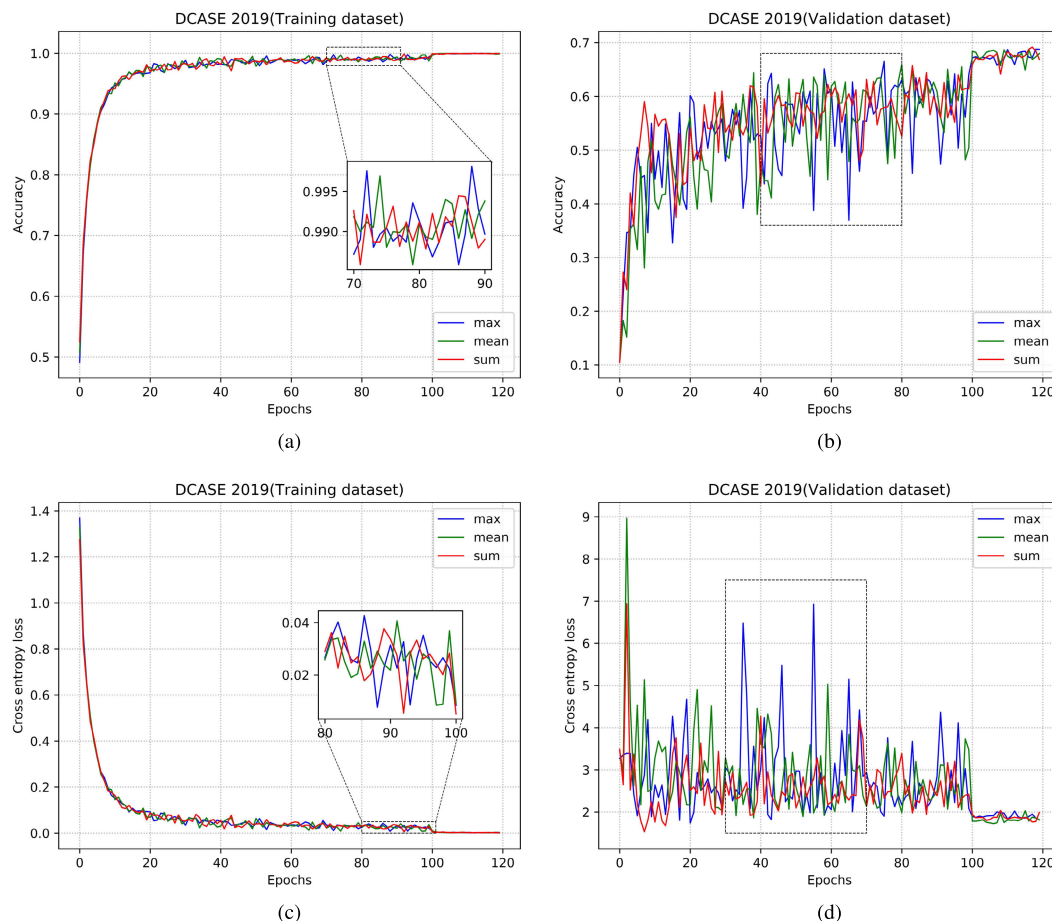 DCASE 2019(Training dataset)
1.0
0.9
0.8
0.7
0.6
0.5
Accuracy
0.995
0.990
70
80
90
max
mean
sum
0
20
40
60
80
100
120
Epochs
(a)
DCASE 2019(Validation dataset)
0.7
0.6
0.5
0.4
0.3
0.2
0.1
Accuracy
max
mean
sum
0
20
40
60
80
100
120
Epochs
(b)
DCASE 2019(Training dataset)
1.4
1.2
1.0
0.8
0.6
0.4
0.2
0.0
Cross entropy loss
max
mean
sum
0.04
0.02
80
90
100
0
20
40
60
80
100
120
Epochs
(c)
DCASE 2019(Validation dataset)
9
8
7
6
5
4
3
2
Cross entropy loss
max
mean
sum
0
20
40
60
80
100
120
Epochs
(d)